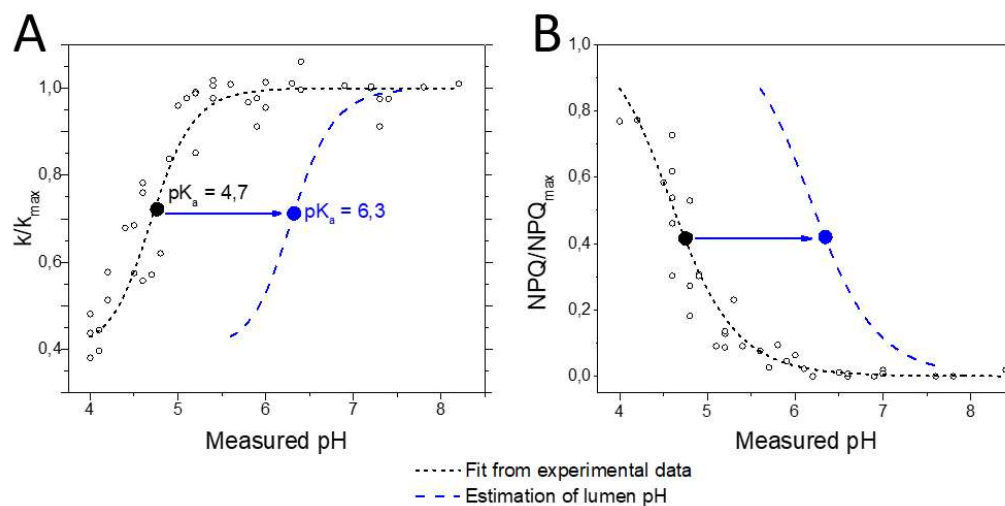 A
B
k/kmax
1,0
0,8
0,6
0,4
pKa = 4,7
pKa = 6,3
4 5 6 7 8
Measured pH
NPQ/NPQmax
1,0
0,8
0,6
0,4
0,2
0,0
4 5 6 7 8
Measured pH
Fit from experimental data
Estimation of lumen pH